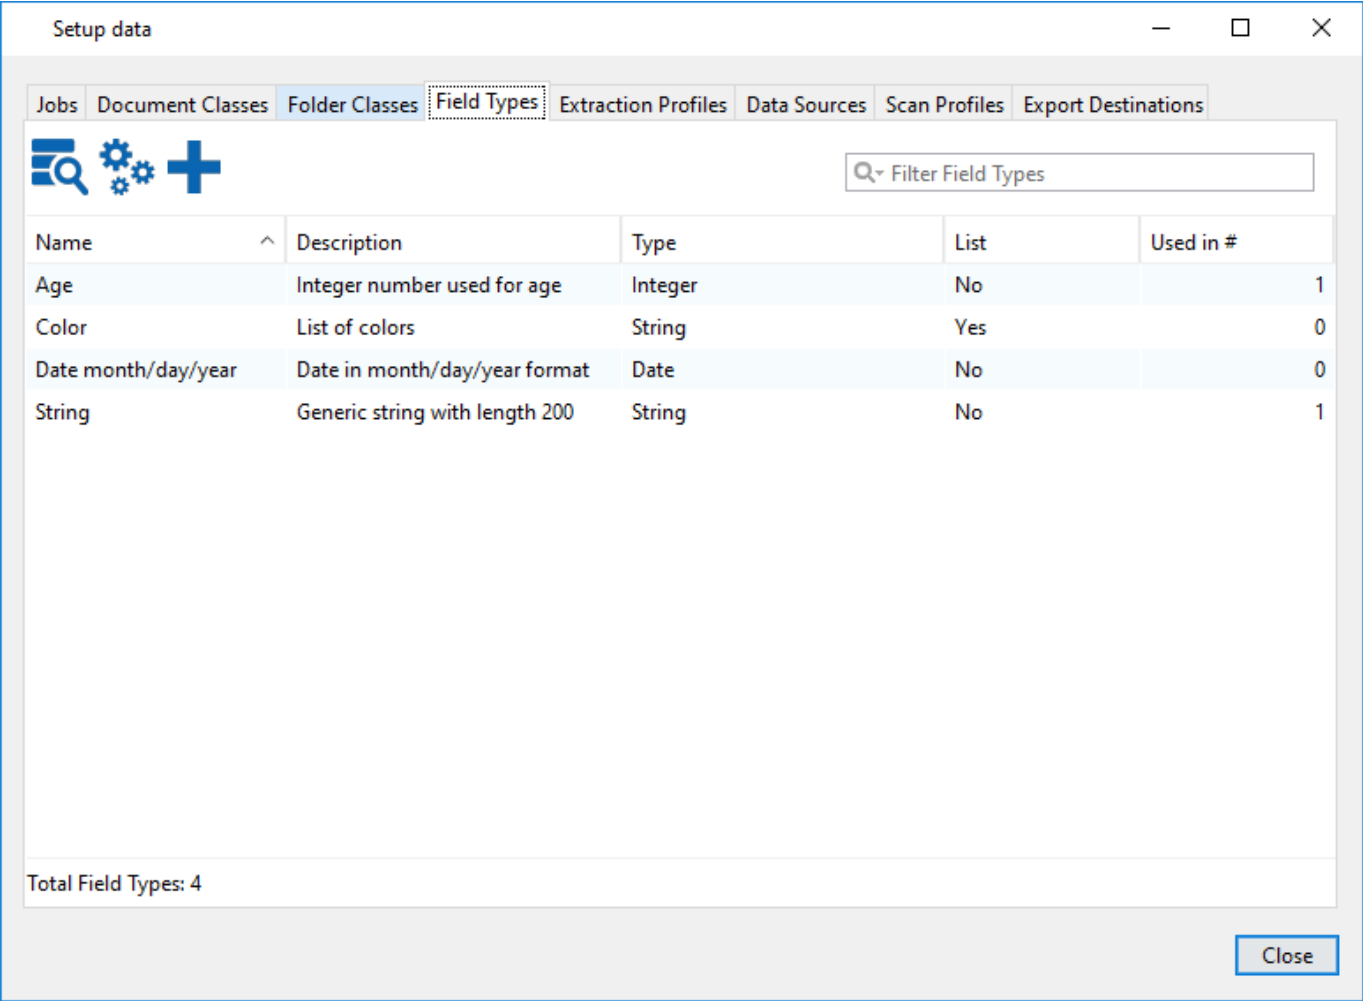 Setup data
Jobs Document Classes Folder Classes Field Types Extraction Profiles Data Sources Scan Profiles Export Destinations
Filter Field Types
Name Description Type List Used in #
Age Integer number used for age Integer No 1
Color List of colors String Yes 0
Date month/day/year Date in month/day/year format Date No 0
String Generic string with length 200 String No 1
Total Field Types: 4
Close